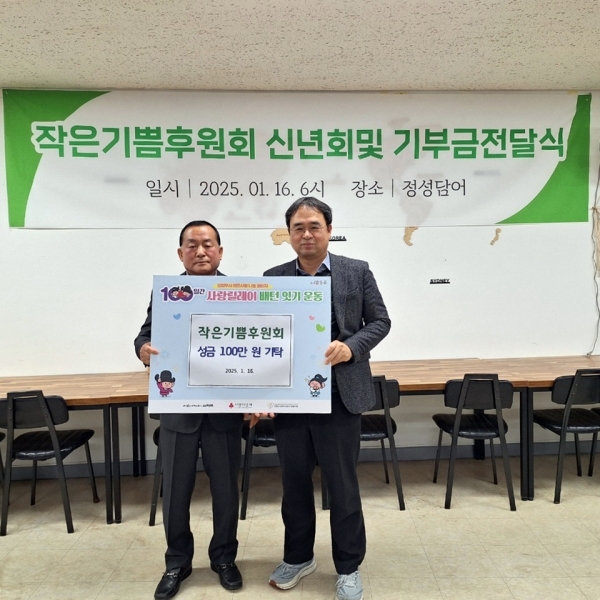 작은기쁨후원회 신년회및 기부금전달식
일시 | 2025. 01. 16. 6시 장소 | 정성담어
KOREA
SYDNEY
100일간 사랑릴레이 배턴 잇기 운동
작은기쁨후원회
성금 100만 원 기탁
2025. 1. 16.